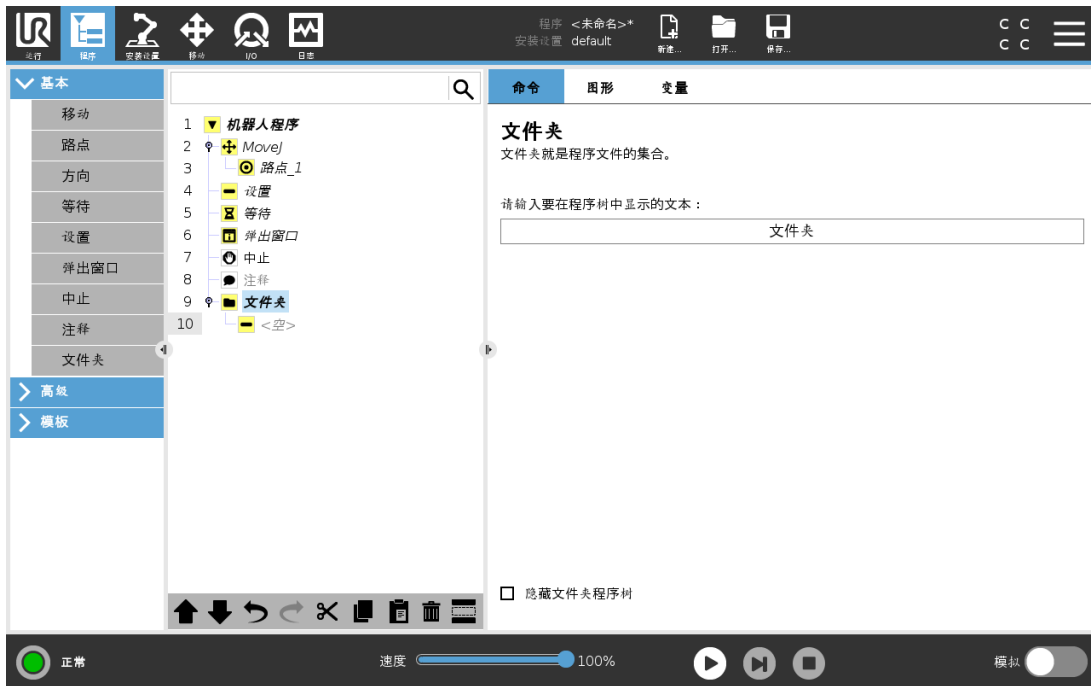 UR
运行
程序
安装设置
移动
I/O
日志
程序 <未命名>*
安装设置 default
新建...
打开...
保存...
C C
C C
基本
移动
路点
方向
等待
设置
弹出窗口
中止
注释
文件夹
高级
模板
1 机器人程序
2 MoveJ
3 路点_1
4 设置
5 等待
6 弹出窗口
7 中止
8 注释
9 文件夹
10 <空>
命令 图形 变量
文件夹
文件夹就是程序文件的集合。
请输入要在程序树中显示的文本：
文件夹
隐藏文件夹程序树
正常
速度 100%
模拟